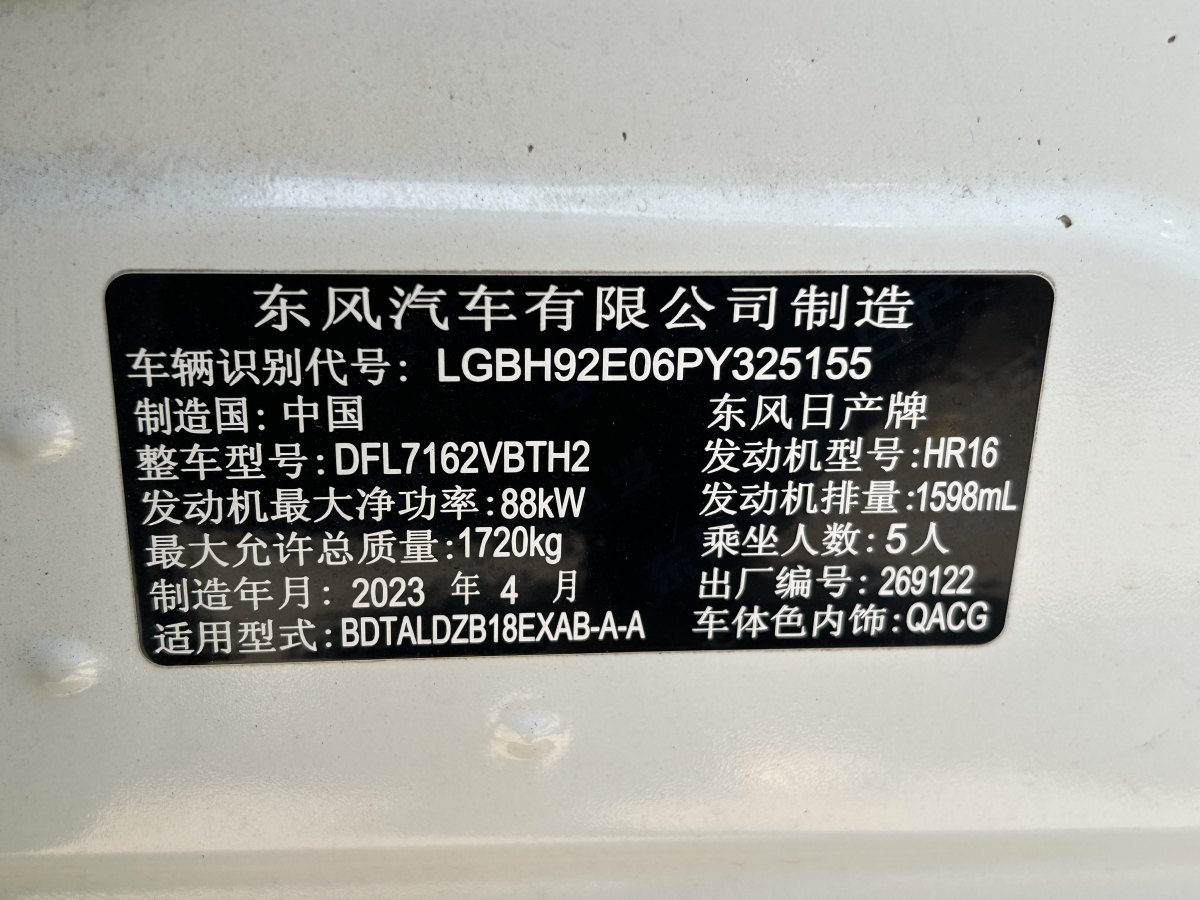 东风汽车有限公司制造
车辆识别代号: LGBH92E06PY325155
制造国: 中国 东风日产牌
整车型号:DFL7162VBTH2 发动机型号:HR16
发动机最大净功率:88kW 发动机排量:1598mL
最大允许总质量:1720kg 乘坐人数:5人
制造年月: 2023 年 4 月 出厂编号:269122
适用型式:BDTALDZB18EXAB-A-A 车体色内饰:QACG